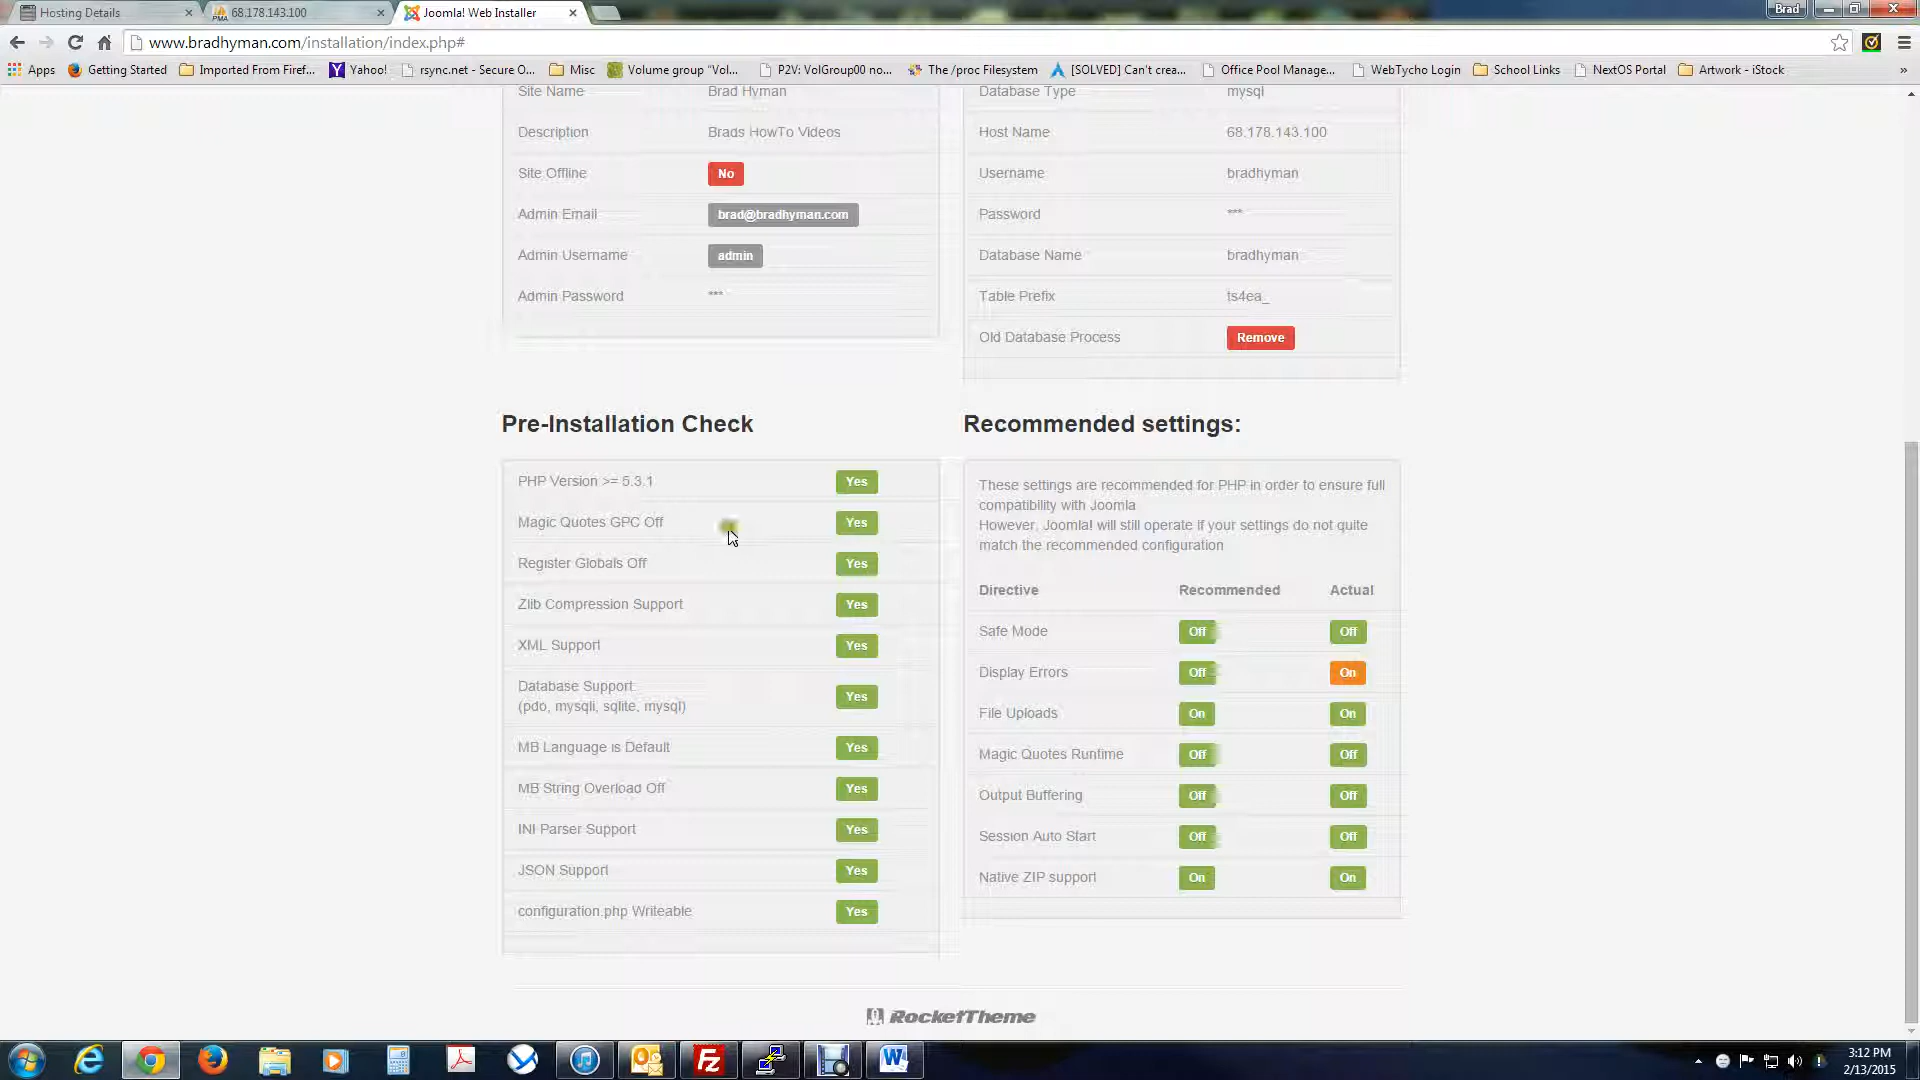 Hosting Details
68.178.143.100
Joomla! Web Installer
Brad
www.bradhyman.com/installation/index.php#
Apps
Getting Started
Imported From Firef...
Yahoo!
rsync.net - Secure O...
Misc
Volume group "Vol...
P2V: VolGroup00 no...
The /proc Filesystem
[SOLVED] Can't crea...
Office Pool Manage...
WebTycho Login
School Links
NextOS Portal
Artwork - iStock
»
Site Name Brad Hyman
Description Brads HowTo Videos
Site Offline No
Admin Email brad@bradhyman.com
Admin Username admin
Admin Password ***
Database Type mysql
Host Name 68.178.143.100
Username bradhyman
Password ***
Database Name bradhyman
Table Prefix ts4ea_
Old Database Process Remove
Pre-Installation Check
PHP Version >= 5.3.1 Yes
Magic Quotes GPC Off Yes
Register Globals Off Yes
Zlib Compression Support Yes
XML Support Yes
Database Support:
(pdo, mysqli, sqlite, mysql) Yes
MB Language is Default Yes
MB String Overload Off Yes
INI Parser Support Yes
JSON Support Yes
configuration.php Writeable Yes
Recommended settings:
These settings are recommended for PHP in order to ensure full
compatibility with Joomla
However, Joomla! will still operate if your settings do not quite
match the recommended configuration
Directive Recommended Actual
Safe Mode Off Off
Display Errors Off On
File Uploads On On
Magic Quotes Runtime Off Off
Output Buffering Off Off
Session Auto Start Off Off
Native ZIP support On On
RocketTheme
3:12 PM
2/13/2015